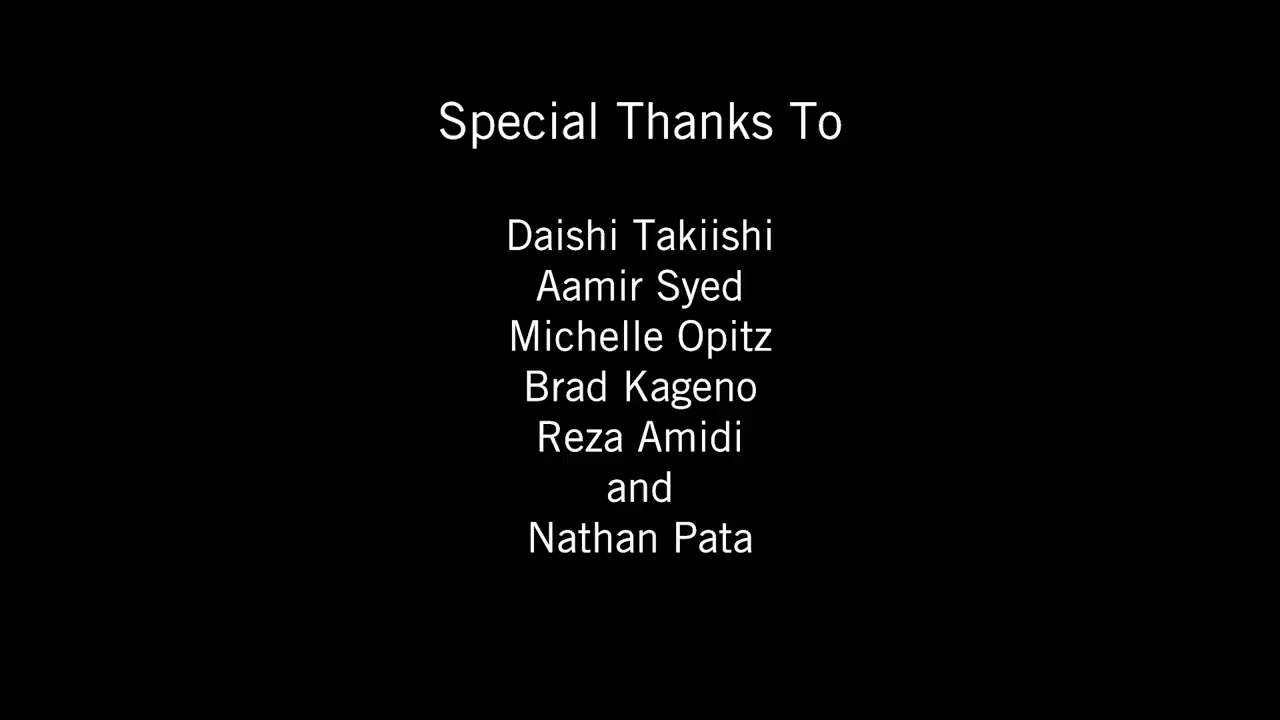 Special Thanks To
Daishi Takiishi
Aamir Syed
Michelle Opitz
Brad Kageno
Reza Amidi
and
Nathan Pata